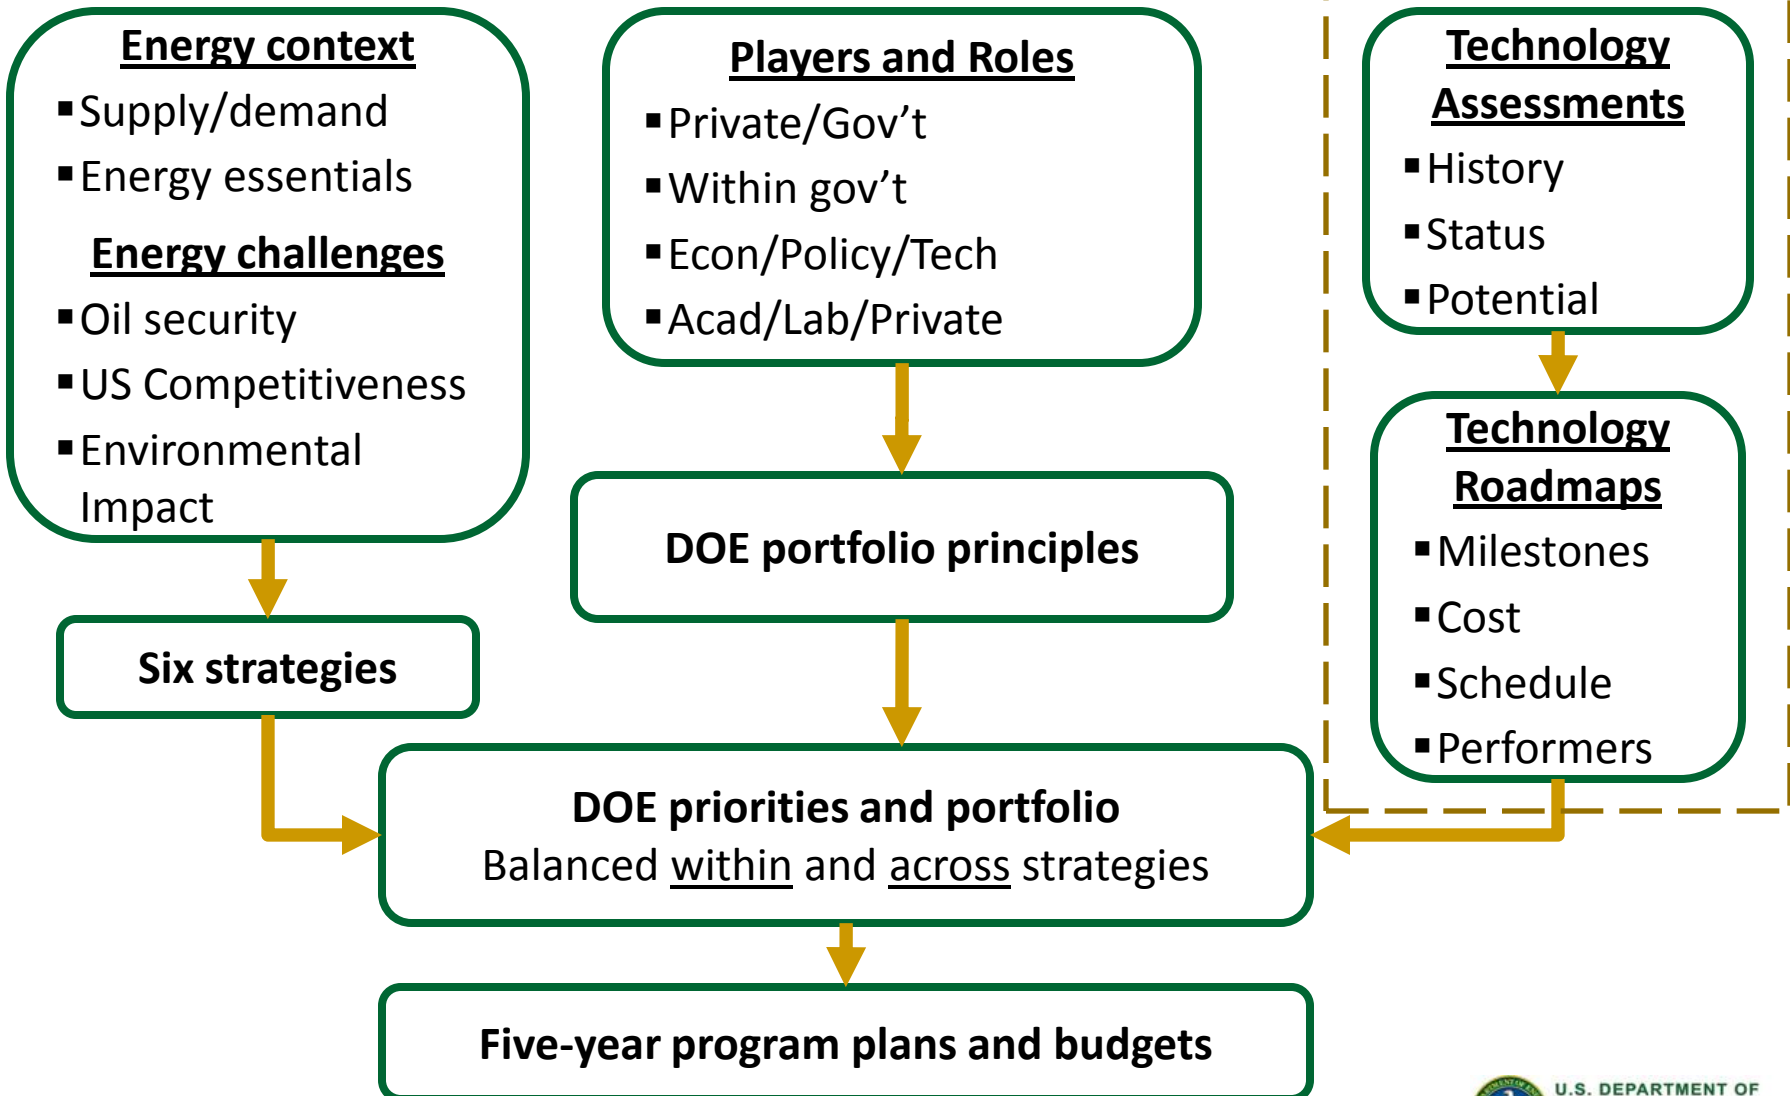 Energy context
▪Supply/demand
▪Energy essentials
Energy challenges
▪Oil security
▪US Competitiveness
▪Environmental
Impact
Six strategies
Players and Roles
▪Private/Gov’t
▪Within gov’t
▪Econ/Policy/Tech
▪Acad/Lab/Private
DOE portfolio principles
Technology
Assessments
▪History
▪Status
▪Potential
Technology
Roadmaps
▪Milestones
▪Cost
▪Schedule
▪Performers
DOE priorities and portfolio
Balanced within and across strategies
Five-year program plans and budgets
U.S. DEPARTMENT OF